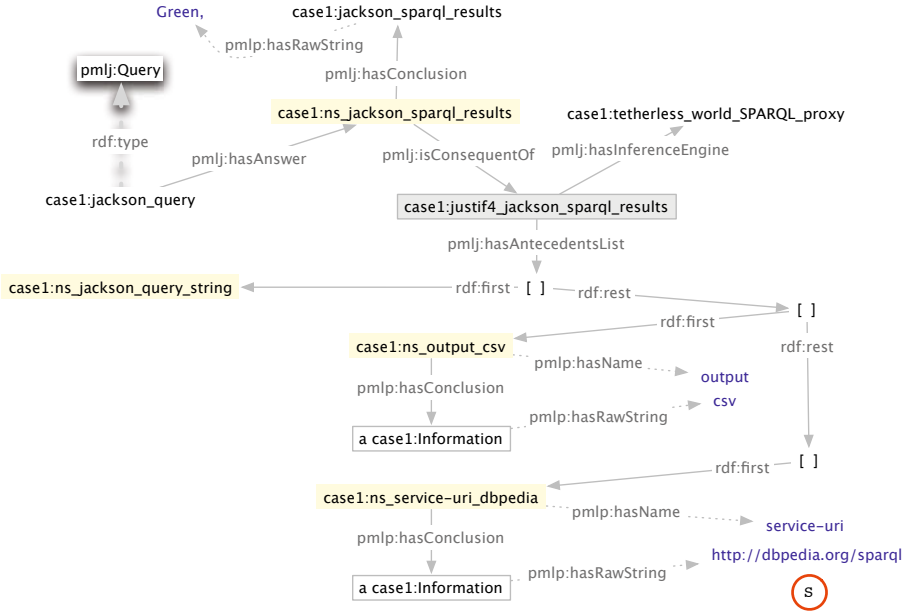 Green,
case1:jackson_sparql_results
pmlp:hasRawString
pmlj:Query
pmlj:hasConclusion
case1:ns_jackson_sparql_results
case1:tetherless_world_SPARQL_proxy
rdf:type
pmlj:hasAnswer
pmlj:isConsequentOf
pmlj:hasInferenceEngine
case1:jackson_query
case1:justif4_jackson_sparql_results
pmlj:hasAntecedentsList
case1:ns_jackson_query_string
rdf:first
[ ]
rdf:rest
[ ]
rdf:first
case1:ns_output_csv
rdf:rest
pmlp:hasName
output
pmlp:hasConclusion
csv
pmlp:hasRawString
a case1:Information
[ ]
rdf:first
case1:ns_service-uri_dbpedia
pmlp:hasName
service-uri
pmlp:hasConclusion
http://dbpedia.org/sparql
pmlp:hasRawString
a case1:Information
S